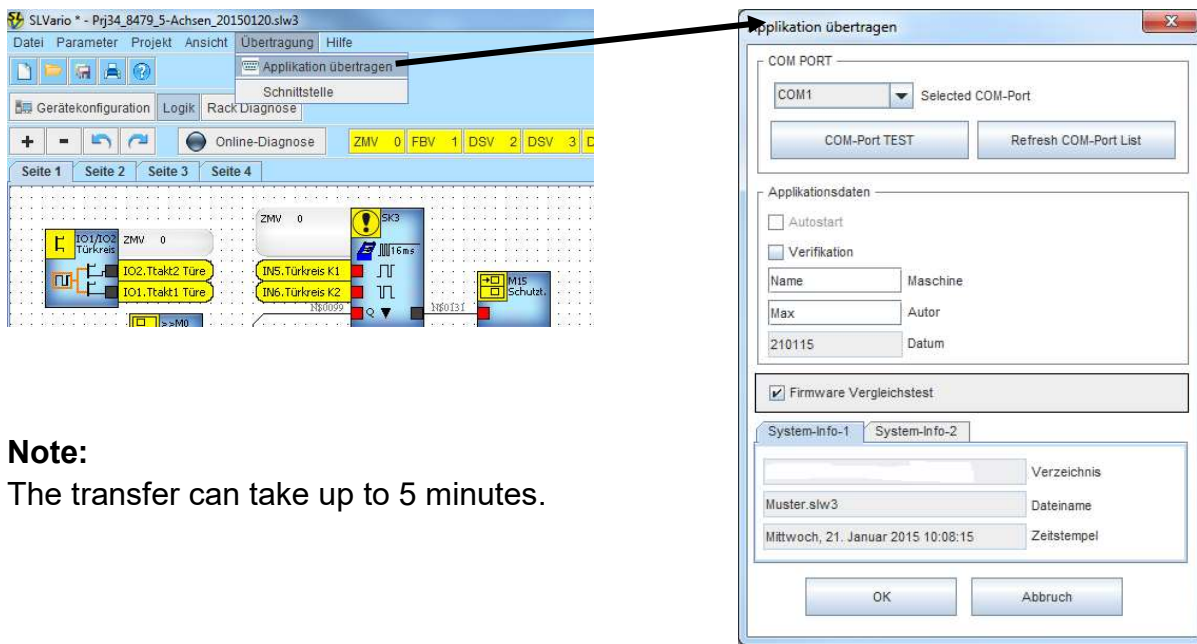 SLVario * - Prj34_8479_5-Achsen_20150120.slw3
Datei Parameter Projekt Ansicht Übertragung Hilfe
Applikation übertragen
Schnittstelle
Gerätekonfiguration Logik Rack Diagnose
+ - Online-Diagnose ZMV 0 FBV 1 DSV 2 DSV 3 D
Seite 1 Seite 2 Seite 3 Seite 4
IO1/IO2
Türkreis
ZMV 0
IO2.Ttakt2 Türe
IO1.Ttakt1 Türe
>>M0
ZMV 0
SK3
16ms
IN5.Türkreis K1
IN6.Türkreis K2
N$0099
Q
N$0131
M15
Schutzt.
Note:
The transfer can take up to 5 minutes.
Applikation übertragen
COM PORT
COM1 Selected COM-Port
COM-Port TEST Refresh COM-Port List
Applikationsdaten
Autostart
Verifikation
Name Maschine
Max Autor
210115 Datum
Firmware Vergleichstest
System-Info-1 System-Info-2
Verzeichnis
Muster.slw3 Dateiname
Mittwoch, 21. Januar 2015 10:08:15 Zeitstempel
OK Abbruch